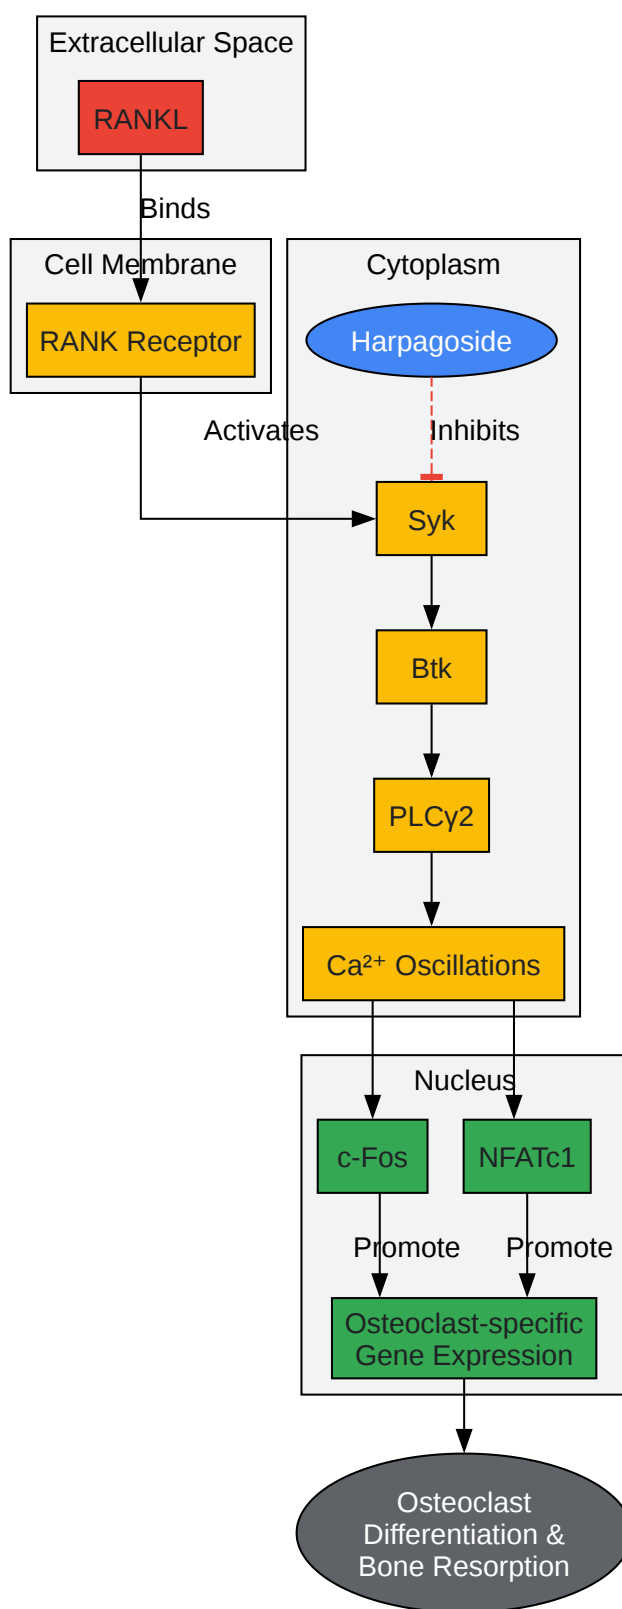 Extracellular Space
RANKL
Binds
Cell Membrane
RANK Receptor
Cytoplasm
Harpagoside
Activates
Inhibits
Syk
Btk
PLCγ2
Ca²⁺ Oscillations
Nucleus
c-Fos
NFATc1
Promote
Promote
Osteoclast-specific
Gene Expression
Osteoclast
Differentiation &
Bone Resorption